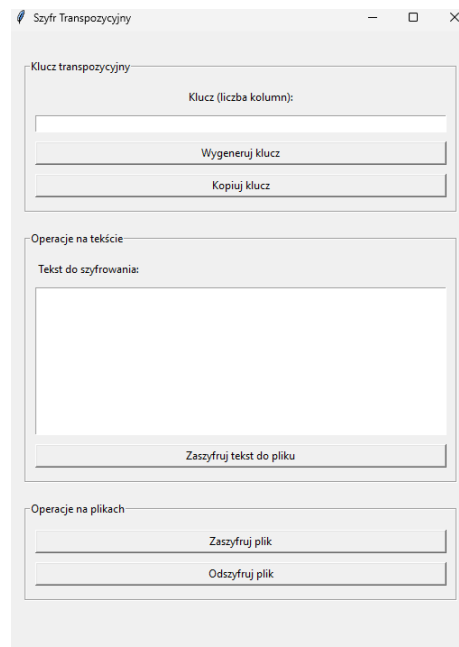 Szyfr Transpozycyjny
Klucz transpozycyjny
Klucz (liczba kolumn):
Wygeneruj klucz
Kopiuj klucz
Operacje na tekście
Tekst do szyfrowania:
Zaszyfruj tekst do pliku
Operacje na plikach
Zaszyfruj plik
Odszyfruj plik